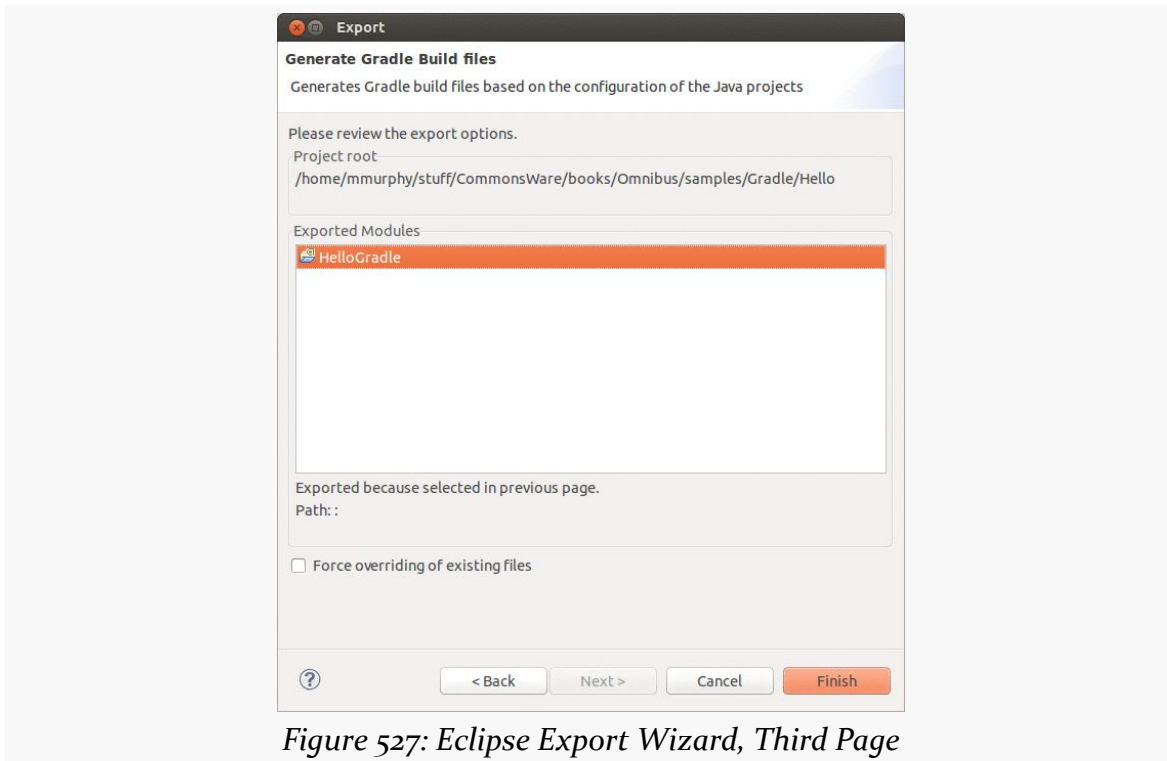 Export
Generate Gradle Build files
Generates Gradle build files based on the configuration of the Java projects
Please review the export options.
Project root
/home/mmurphy/stuff/CommonsWare/books/Omnibus/samples/Gradle/Hello
Exported Modules
HelloGradle
Exported because selected in previous page.
Path: :
Force overriding of existing files
?
< Back
Next >
Cancel
Finish
Figure 527: Eclipse Export Wizard, Third Page